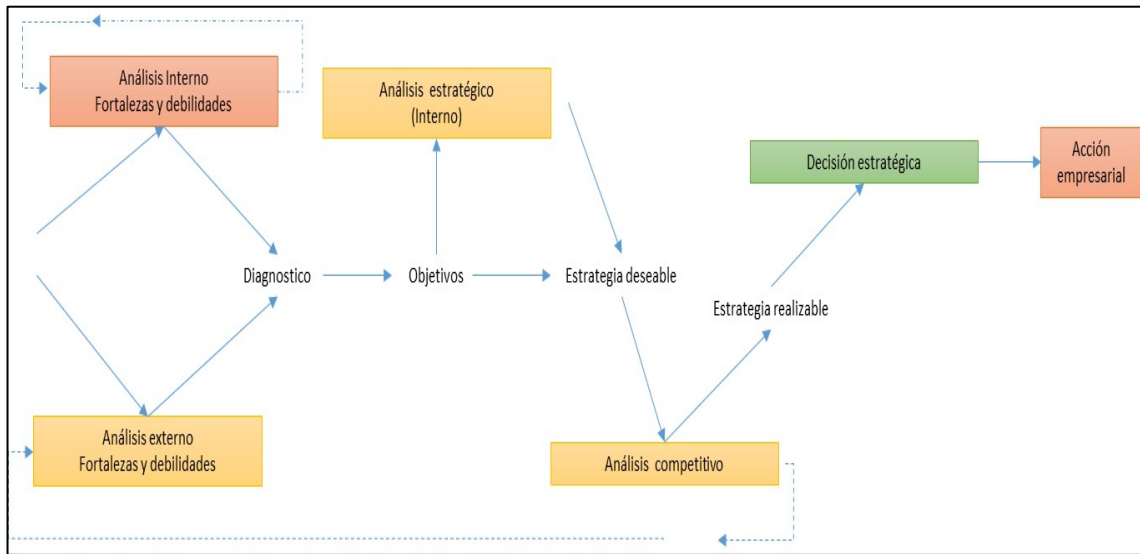 Análisis Interno
Fortalezas y debilidades
Análisis estratégico
(Interno)
Decisión estratégica
Acción
empresarial
Diagnostico
Objetivos
Estrategia deseable
Estrategia realizable
Análisis externo
Fortalezas y debilidades
Análisis competitivo